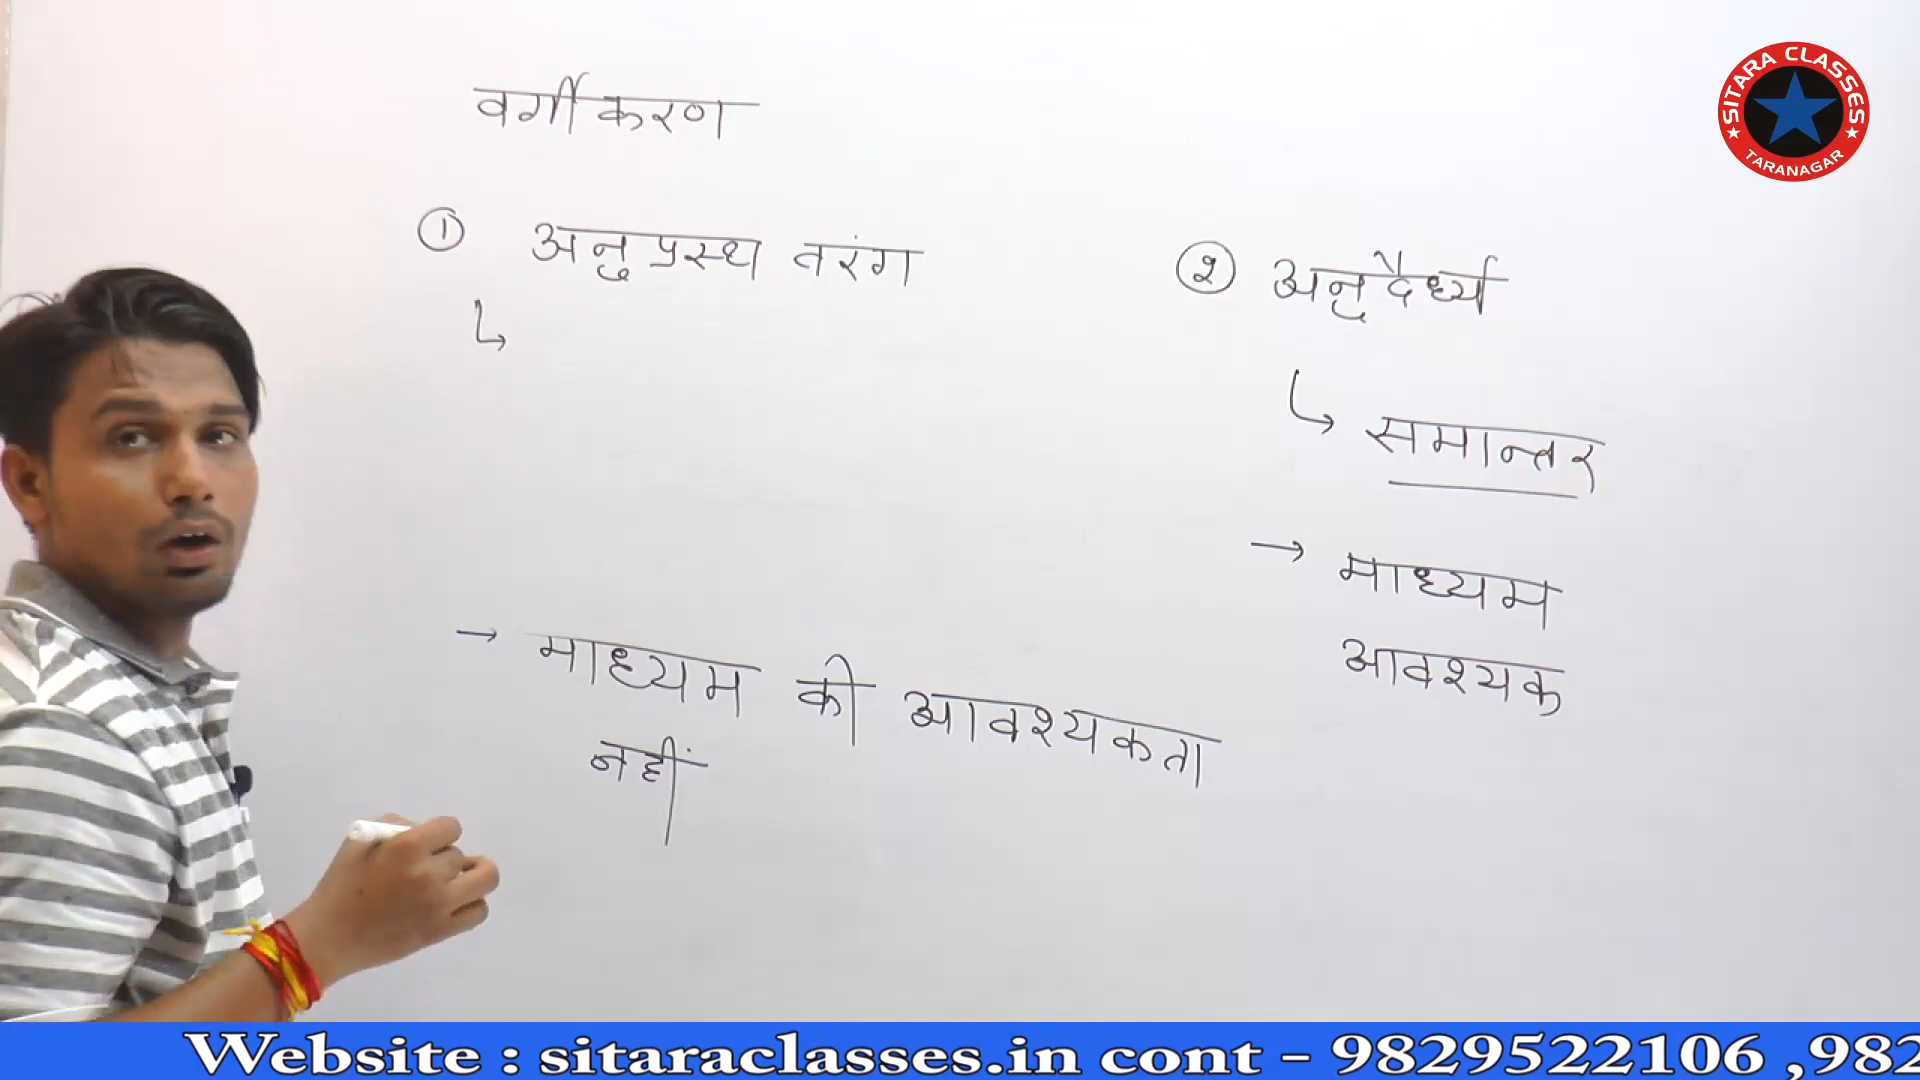 वर्गीकरण
① अनुप्रस्थ तरंग
② अनुदैर्ध्य
↳
↳ समान्तर
→ माध्यम
आवश्यक
→ माध्यम की आवश्यकता
नहीं
SITARA CLASSES
TARANAGAR
Website : sitaraclasses.in cont - 9829522106 ,982